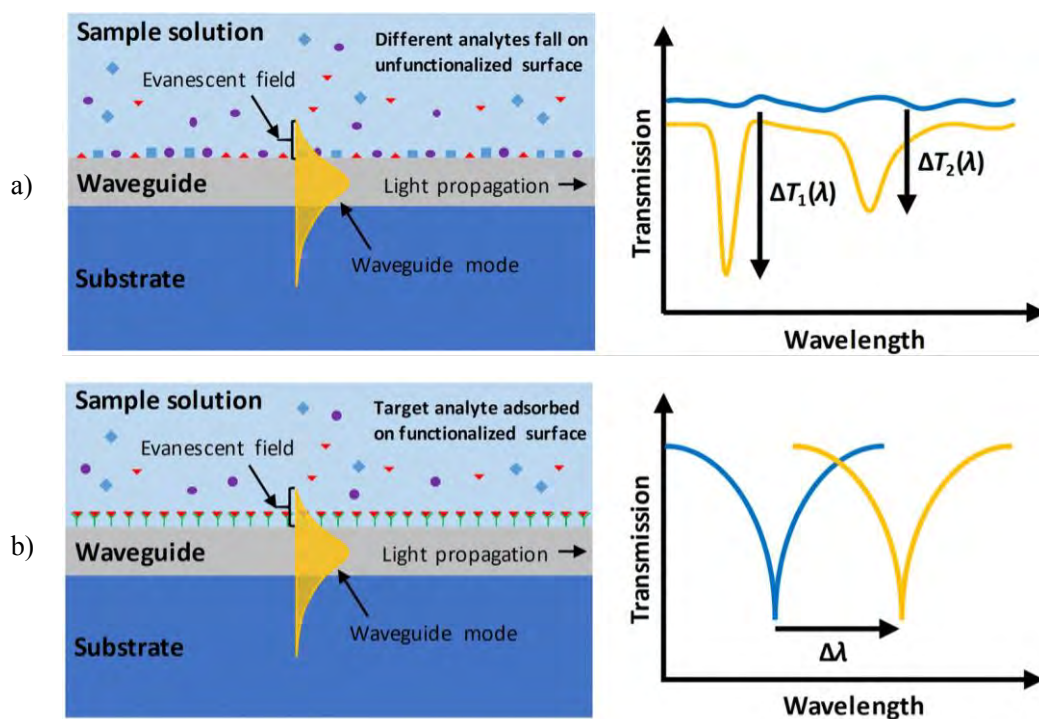 a)
Sample solution
Different analytes fall on
unfunctionalized surface
Evanescent field
Waveguide
Light propagation
Waveguide mode
Substrate
Transmission
ΔT₁(λ)
ΔT₂(λ)
Wavelength
b)
Sample solution
Target analyte adsorbed
on functionalized surface
Evanescent field
Waveguide
Light propagation
Waveguide mode
Substrate
Transmission
Δλ
Wavelength